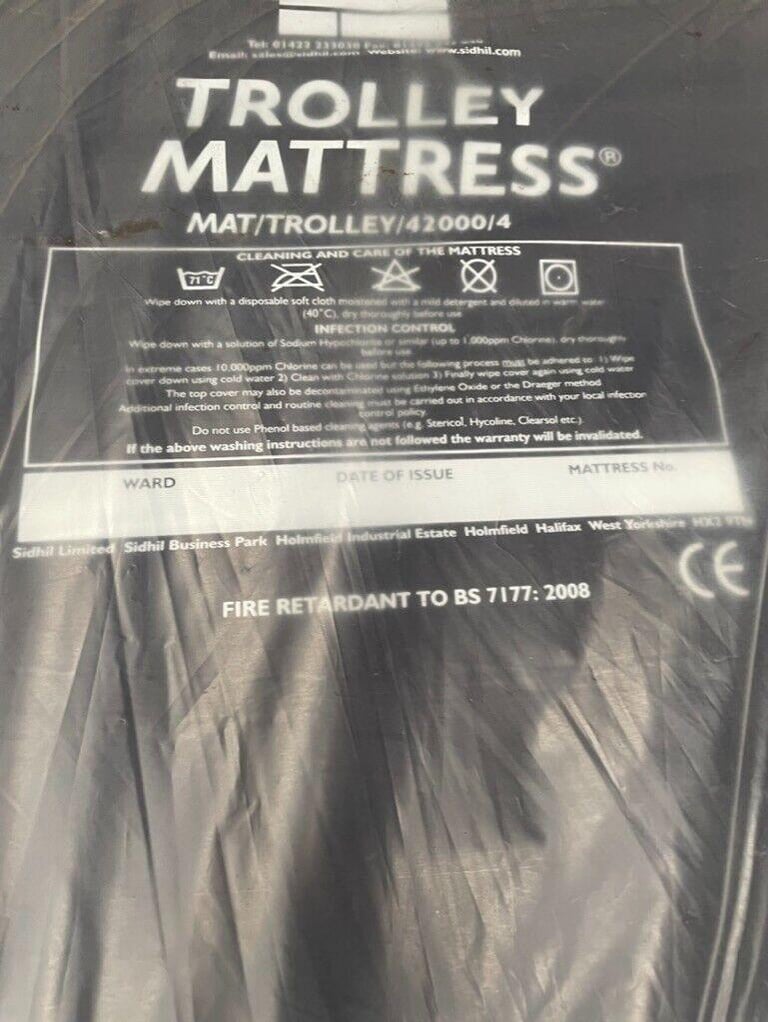 Tel: 01422 233030 Fax:
Email: sales@sidhil.com Website: www.sidhil.com
TROLLEY
MATTRESS®
MAT/TROLLEY/42000/4
CLEANING AND CARE OF THE MATTRESS
71°C
Wipe down with a disposable soft cloth moistened with a mild detergent and diluted in warm water
(40°C), dry thoroughly before use
INFECTION CONTROL
Wipe down with a solution of Sodium Hypochlorite or similar (up to 1,000ppm Chlorine), dry thoroughly
before use
In extreme cases 10,000ppm Chlorine can be used but the following process must be adhered to 1) Wipe
cover down using cold water 2) Clean with Chlorine solution 3) Finally wipe cover again using cold water
The top cover may also be decontaminated using Ethylene Oxide or the Draeger method
Additional infection control and routine cleaning must be carried out in accordance with your local infection
control policy
Do not use Phenol based cleaning agents (e.g. Stericol, Hycoline, Clearsol etc.)
If the above washing instructions are not followed the warranty will be invalidated.
WARD DATE OF ISSUE MATTRESS No.
Sidhil Limited Sidhil Business Park Holmfield Industrial Estate Holmfield Halifax West Yorkshire HX2 9TN
CE
FIRE RETARDANT TO BS 7177: 2008